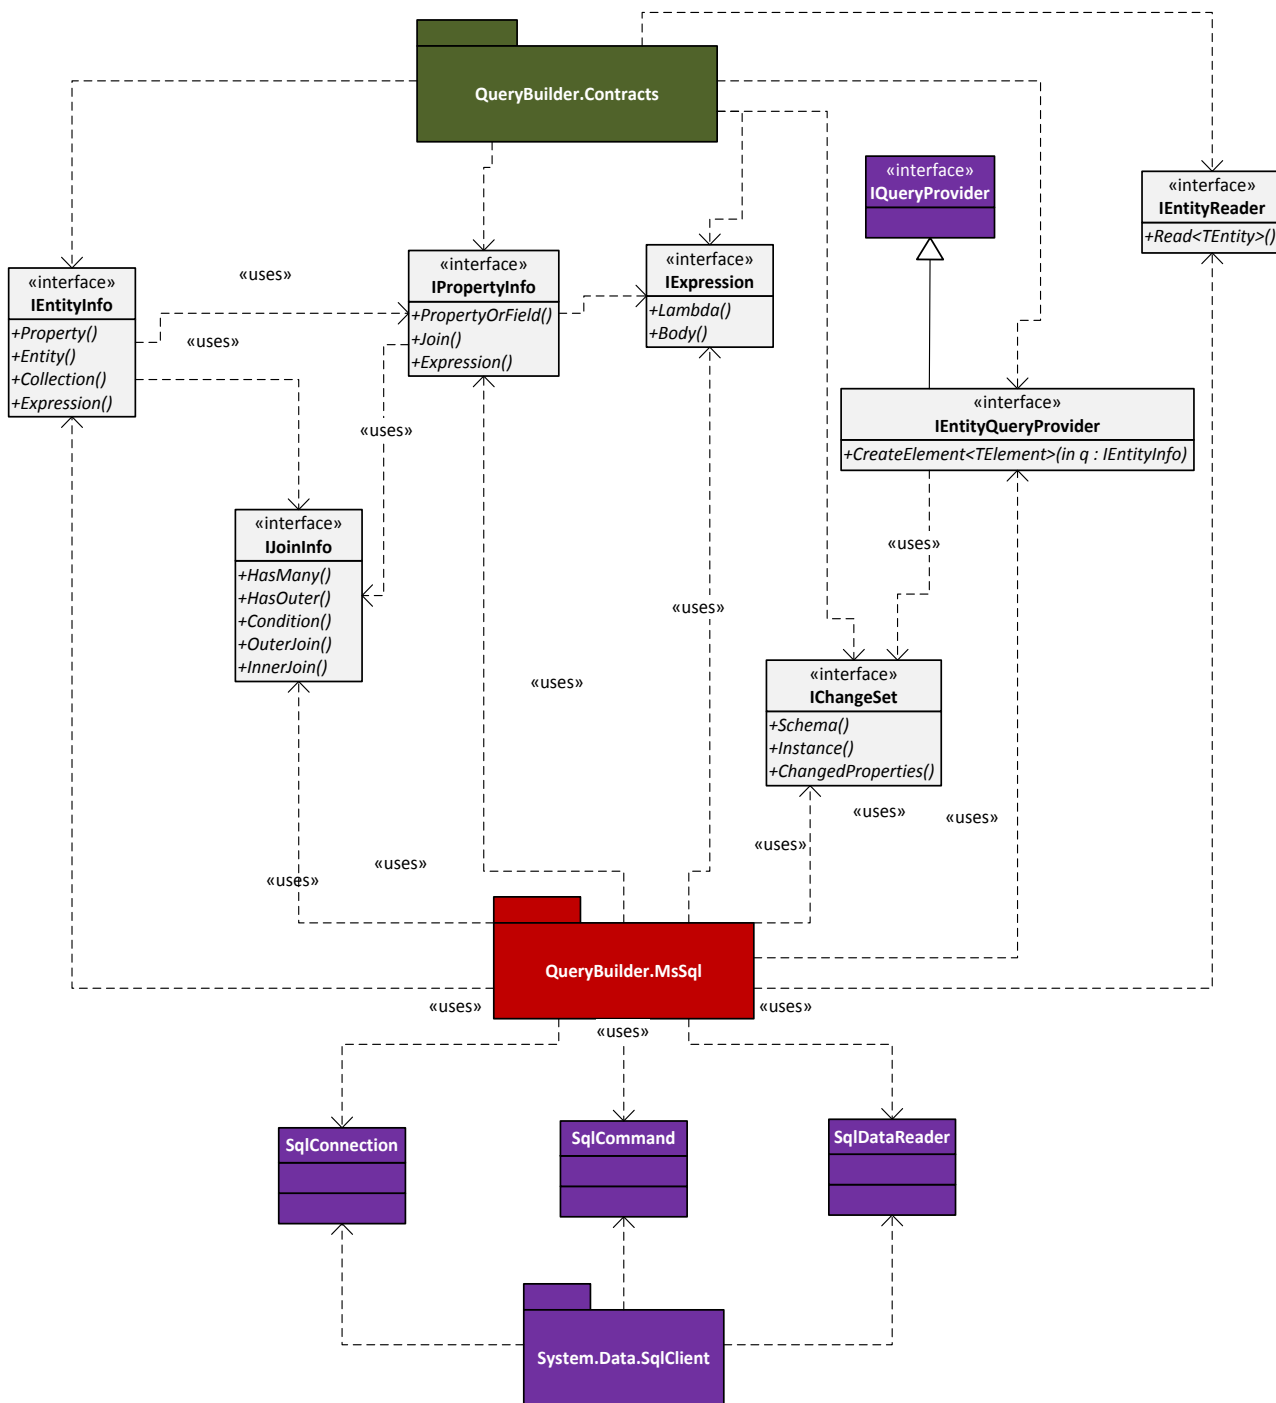 QueryBuilder.Contracts
«interface»
IQueryProvider
«interface»
IEntityReader
+Read<TEntity>()
«interface»
IEntityInfo
+Property()
+Entity()
+Collection()
+Expression()
«uses»
«uses»
«interface»
IPropertyInfo
+PropertyOrField()
+Join()
+Expression()
«interface»
IExpression
+Lambda()
+Body()
«uses»
«interface»
IEntityQueryProvider
+CreateElement<TElement>(in q : IEntityInfo)
«interface»
IJoinInfo
+HasMany()
+HasOuter()
+Condition()
+OuterJoin()
+InnerJoin()
«uses»
«uses»
«uses»
«interface»
IChangeSet
+Schema()
+Instance()
+ChangedProperties()
«uses»
«uses»
«uses»
«uses»
«uses»
QueryBuilder.MsSql
«uses»
«uses»
«uses»
SqlConnection
SqlCommand
SqlDataReader
System.Data.SqlClient